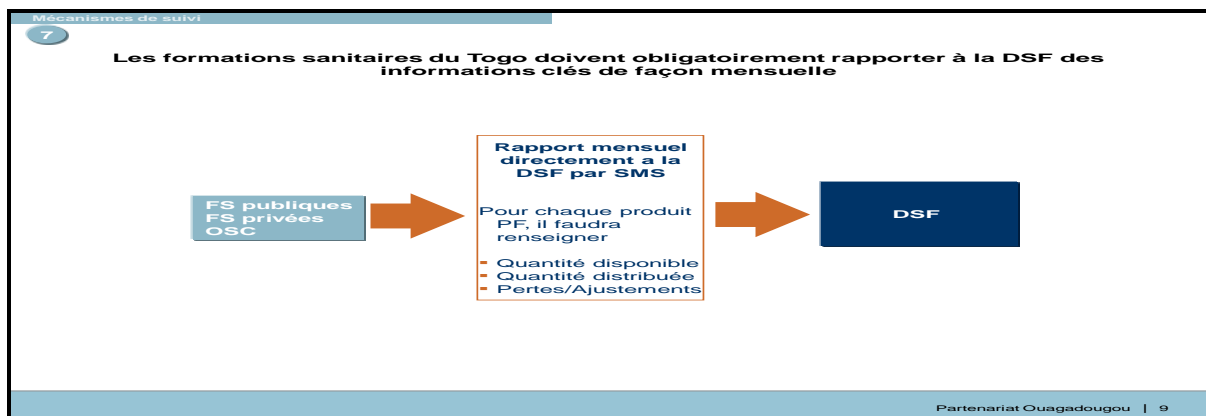 Mécanismes de suivi
7
Les formations sanitaires du Togo doivent obligatoirement rapporter à la DSF des
informations clés de façon mensuelle
FS publiques
FS privées
OSC
Rapport mensuel
directement a la
DSF par SMS
Pour chaque produit
PF, il faudra
renseigner
- Quantité disponible
- Quantité distribuée
- Pertes/Ajustements
DSF
Partenariat Ouagadougou | 9